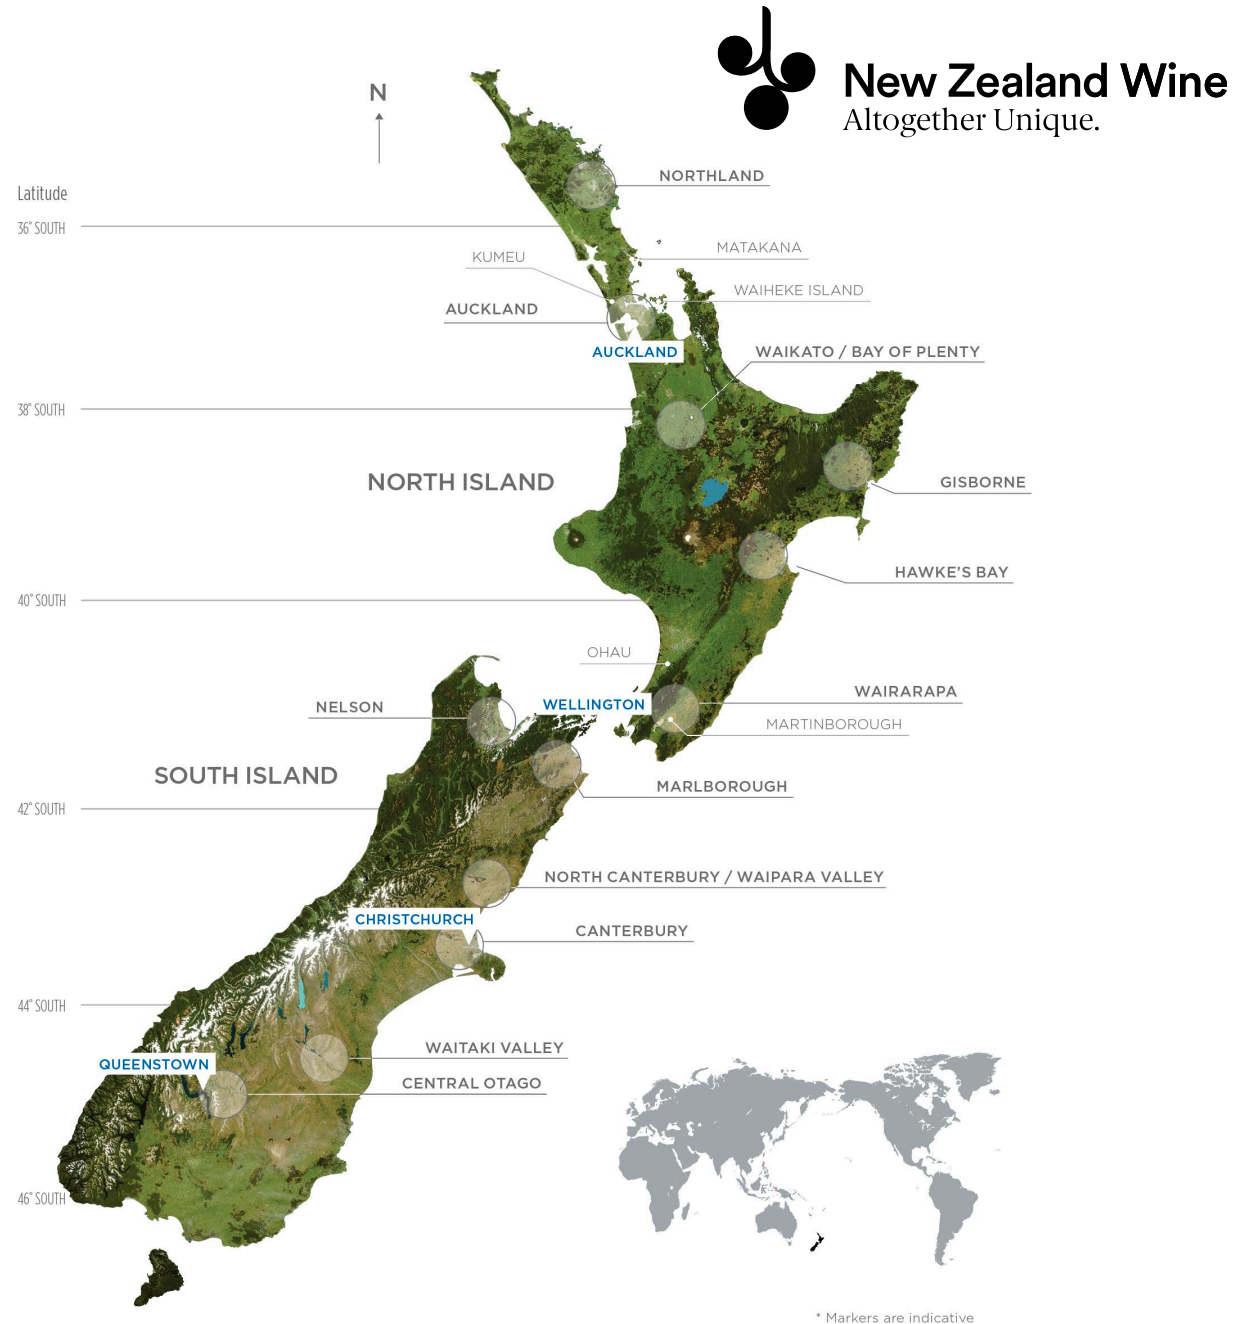 New Zealand Wine
Altogether Unique.
N
NORTHLAND
Latitude
36° SOUTH
MATAKANA
KUMEU
WAIHEKE ISLAND
AUCKLAND
AUCKLAND
WAIKATO / BAY OF PLENTY
38° SOUTH
NORTH ISLAND
GISBORNE
HAWKE'S BAY
40° SOUTH
OHAU
WAIRARAPA
NELSON
WELLINGTON
MARTINBOROUGH
SOUTH ISLAND
MARLBOROUGH
42° SOUTH
NORTH CANTERBURY / WAIPARA VALLEY
CHRISTCHURCH
CANTERBURY
44° SOUTH
WAITAKI VALLEY
QUEENSTOWN
CENTRAL OTAGO
46° SOUTH
* Markers are indicative